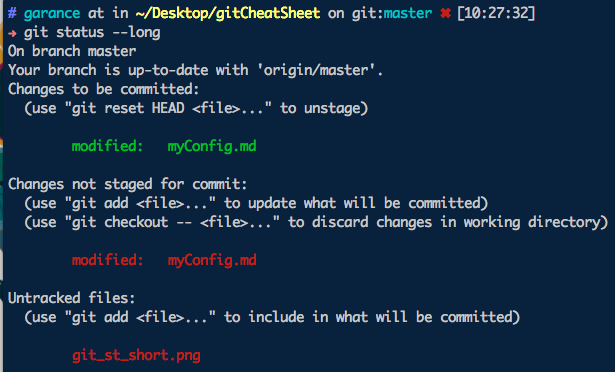 # garance at in ~/Desktop/gitCheatSheet on git:master ✖ [10:27:32]
➜ git status --long
On branch master
Your branch is up-to-date with 'origin/master'.
Changes to be committed:
  (use "git reset HEAD <file>..." to unstage)

        modified:   myConfig.md

Changes not staged for commit:
  (use "git add <file>..." to update what will be committed)
  (use "git checkout -- <file>..." to discard changes in working directory)

        modified:   myConfig.md

Untracked files:
  (use "git add <file>..." to include in what will be committed)

        git_st_short.png